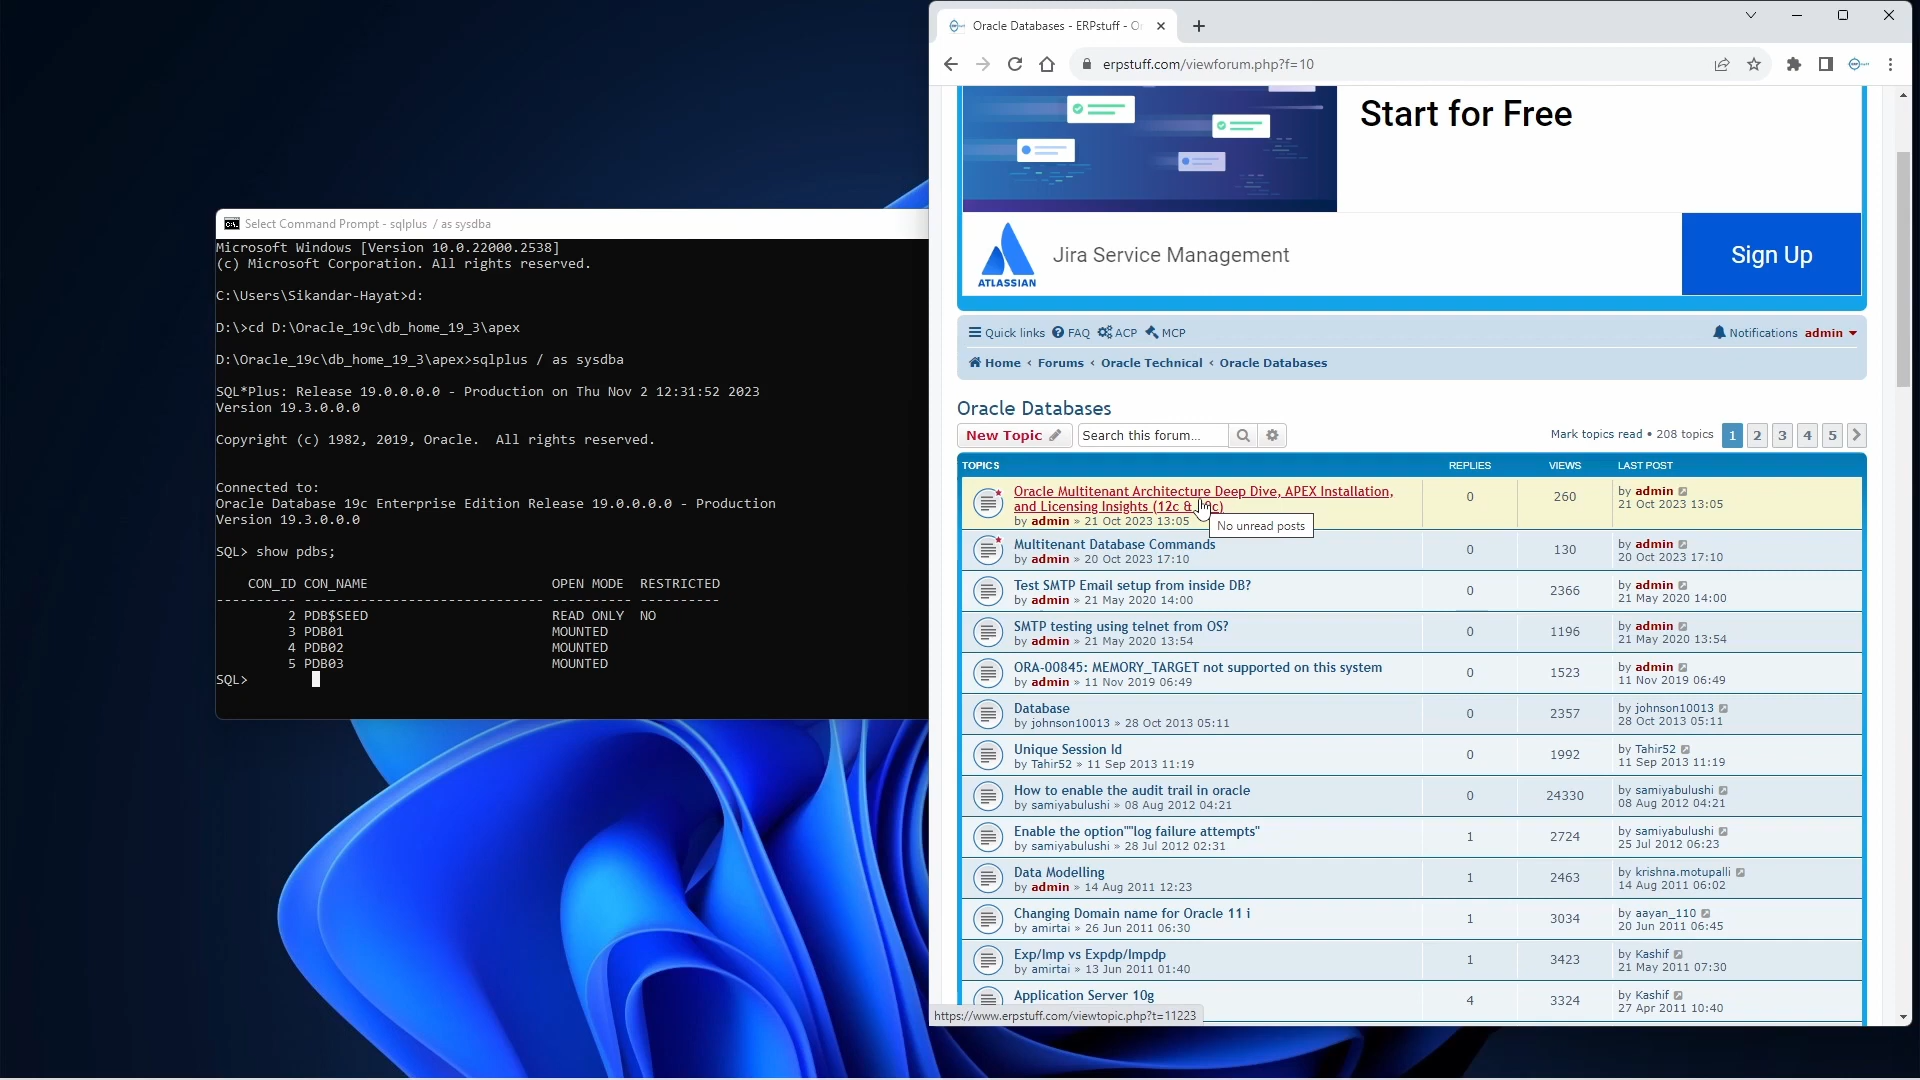 Select Command Prompt - sqlplus / as sysdba
Microsoft Windows [Version 10.0.22000.2538]
(c) Microsoft Corporation. All rights reserved.
C:\Users\Sikandar-Hayat>d:
D:\>cd D:\Oracle_19c\db_home_19_3\apex
D:\Oracle_19c\db_home_19_3\apex>sqlplus / as sysdba
SQL*Plus: Release 19.0.0.0.0 - Production on Thu Nov 2 12:31:52 2023
Version 19.3.0.0.0
Copyright (c) 1982, 2019, Oracle.  All rights reserved.
Connected to:
Oracle Database 19c Enterprise Edition Release 19.0.0.0.0 - Production
Version 19.3.0.0.0
SQL> show pdbs;
CON_ID CON_NAME OPEN MODE RESTRICTED
---------- ------------------------------ ---------- ----------
2 PDB$SEED READ ONLY NO
3 PDB01 MOUNTED
4 PDB02 MOUNTED
5 PDB03 MOUNTED
SQL>
Oracle Databases - ERPstuff - O
erpstuff.com/viewforum.php?f=10
Start for Free
ATLASSIAN
Jira Service Management
Sign Up
Quick links FAQ ACP MCP Notifications admin
Home ‹ Forums ‹ Oracle Technical ‹ Oracle Databases
Oracle Databases
New Topic Search this forum... Mark topics read • 208 topics 1 2 3 4 5
TOPICS REPLIES VIEWS LAST POST
Oracle Multitenant Architecture Deep Dive, APEX Installation, 0 260 by admin
and Licensing Insights (12c & 21 Oct 2023 13:05
by admin » 21 Oct 2023 13:05
No unread posts
Multitenant Database Commands 0 130 by admin
by admin » 20 Oct 2023 17:10 20 Oct 2023 17:10
Test SMTP Email setup from inside DB? 0 2366 by admin
by admin » 21 May 2020 14:00 21 May 2020 14:00
SMTP testing using telnet from OS? 0 1196 by admin
by admin » 21 May 2020 13:54 21 May 2020 13:54
ORA-00845: MEMORY_TARGET not supported on this system 0 1523 by admin
by admin » 11 Nov 2019 06:49 11 Nov 2019 06:49
Database 0 2357 by johnson10013
by johnson10013 » 28 Oct 2013 05:11 28 Oct 2013 05:11
Unique Session Id 0 1992 by Tahir52
by Tahir52 » 11 Sep 2013 11:19 11 Sep 2013 11:19
How to enable the audit trail in oracle 0 24330 by samiyabulushi
by samiyabulushi » 08 Aug 2012 04:21 08 Aug 2012 04:21
Enable the option""log failure attempts" 1 2724 by samiyabulushi
by samiyabulushi » 28 Jul 2012 02:31 25 Jul 2012 06:23
Data Modelling 1 2463 by krishna.motupalli
by admin » 14 Aug 2011 12:23 14 Aug 2011 06:02
Changing Domain name for Oracle 11 i 1 3034 by aayan_110
by amirtai » 26 Jun 2011 06:30 20 Jun 2011 06:45
Exp/Imp vs Expdp/Impdp 1 3423 by Kashif
by amirtai » 13 Jun 2011 01:40 21 May 2011 07:30
Application Server 10g 4 3324 by Kashif
27 Apr 2011 10:40
https://www.erpstuff.com/viewtopic.php?t=11223